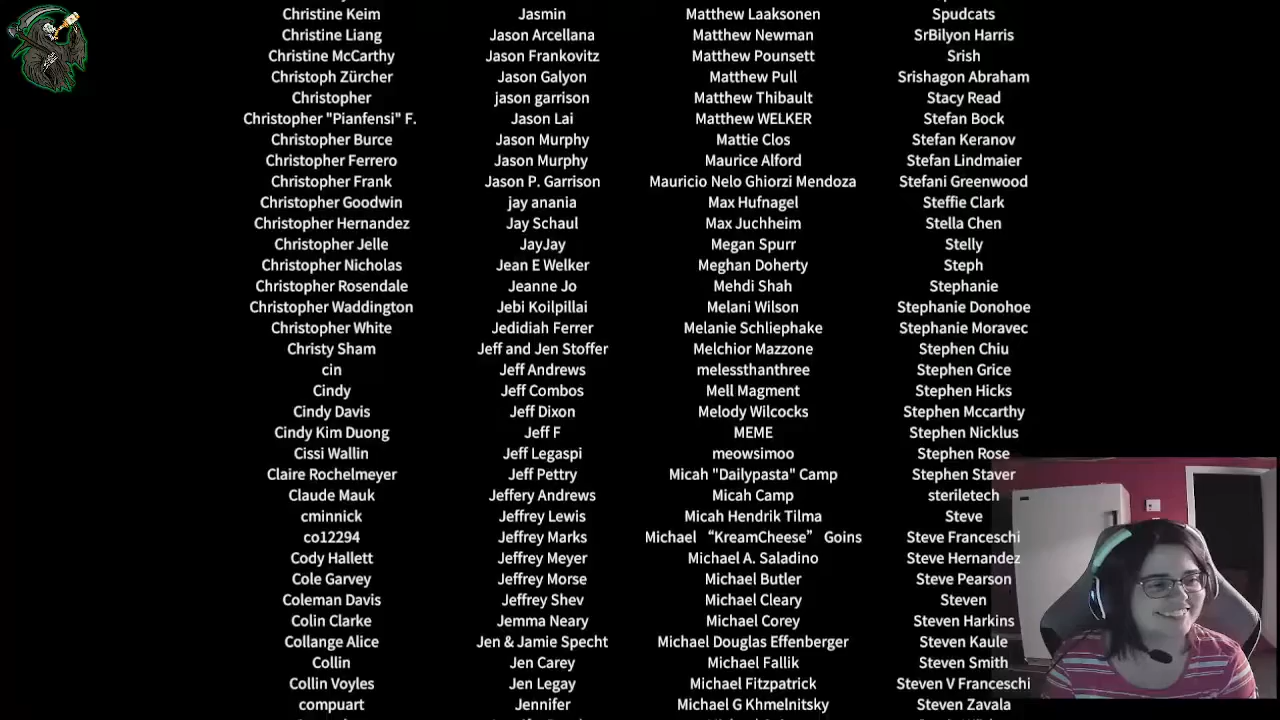 Christine Keim
Christine Liang
Christine McCarthy
Christoph Zürcher
Christopher
Christopher "Pianfensi" F.
Christopher Burce
Christopher Ferrero
Christopher Frank
Christopher Goodwin
Christopher Hernandez
Christopher Jelle
Christopher Nicholas
Christopher Rosendale
Christopher Waddington
Christopher White
Christy Sham
cin
Cindy
Cindy Davis
Cindy Kim Duong
Cissi Wallin
Claire Rochelmeyer
Claude Mauk
cminnick
co12294
Cody Hallett
Cole Garvey
Coleman Davis
Colin Clarke
Collange Alice
Collin
Collin Voyles
compuart
Jasmin
Jason Arcellana
Jason Frankovitz
Jason Galyon
jason garrison
Jason Lai
Jason Murphy
Jason Murphy
Jason P. Garrison
jay anania
Jay Schaul
JayJay
Jean E Welker
Jeanne Jo
Jebi Koilpillai
Jedidiah Ferrer
Jeff and Jen Stoffer
Jeff Andrews
Jeff Combos
Jeff Dixon
Jeff F
Jeff Legaspi
Jeff Pettry
Jeffery Andrews
Jeffrey Lewis
Jeffrey Marks
Jeffrey Meyer
Jeffrey Morse
Jeffrey Shev
Jemma Neary
Jen & Jamie Specht
Jen Carey
Jen Legay
Jennifer
Matthew Laaksonen
Matthew Newman
Matthew Pounsett
Matthew Pull
Matthew Thibault
Matthew WELKER
Mattie Clos
Maurice Alford
Mauricio Nelo Ghiorzi Mendoza
Max Hufnagel
Max Juchheim
Megan Spurr
Meghan Doherty
Mehdi Shah
Melani Wilson
Melanie Schliephake
Melchior Mazzone
melessthanthree
Mell Magment
Melody Wilcocks
MEME
meowsimoo
Micah "Dailypasta" Camp
Micah Camp
Micah Hendrik Tilma
Michael “KreamCheese” Goins
Michael A. Saladino
Michael Butler
Michael Cleary
Michael Corey
Michael Douglas Effenberger
Michael Fallik
Michael Fitzpatrick
Michael G Khmelnitsky
Spudcats
SrBilyon Harris
Srish
Srishagon Abraham
Stacy Read
Stefan Bock
Stefan Keranov
Stefan Lindmaier
Stefani Greenwood
Steffie Clark
Stella Chen
Stelly
Steph
Stephanie
Stephanie Donohoe
Stephanie Moravec
Stephen Chiu
Stephen Grice
Stephen Hicks
Stephen Mccarthy
Stephen Nicklus
Stephen Rose
Stephen Staver
steriletech
Steve
Steve Franceschi
Steve Hernandez
Steve Pearson
Steven
Steven Harkins
Steven Kaule
Steven Smith
Steven V Franceschi
Steven Zavala